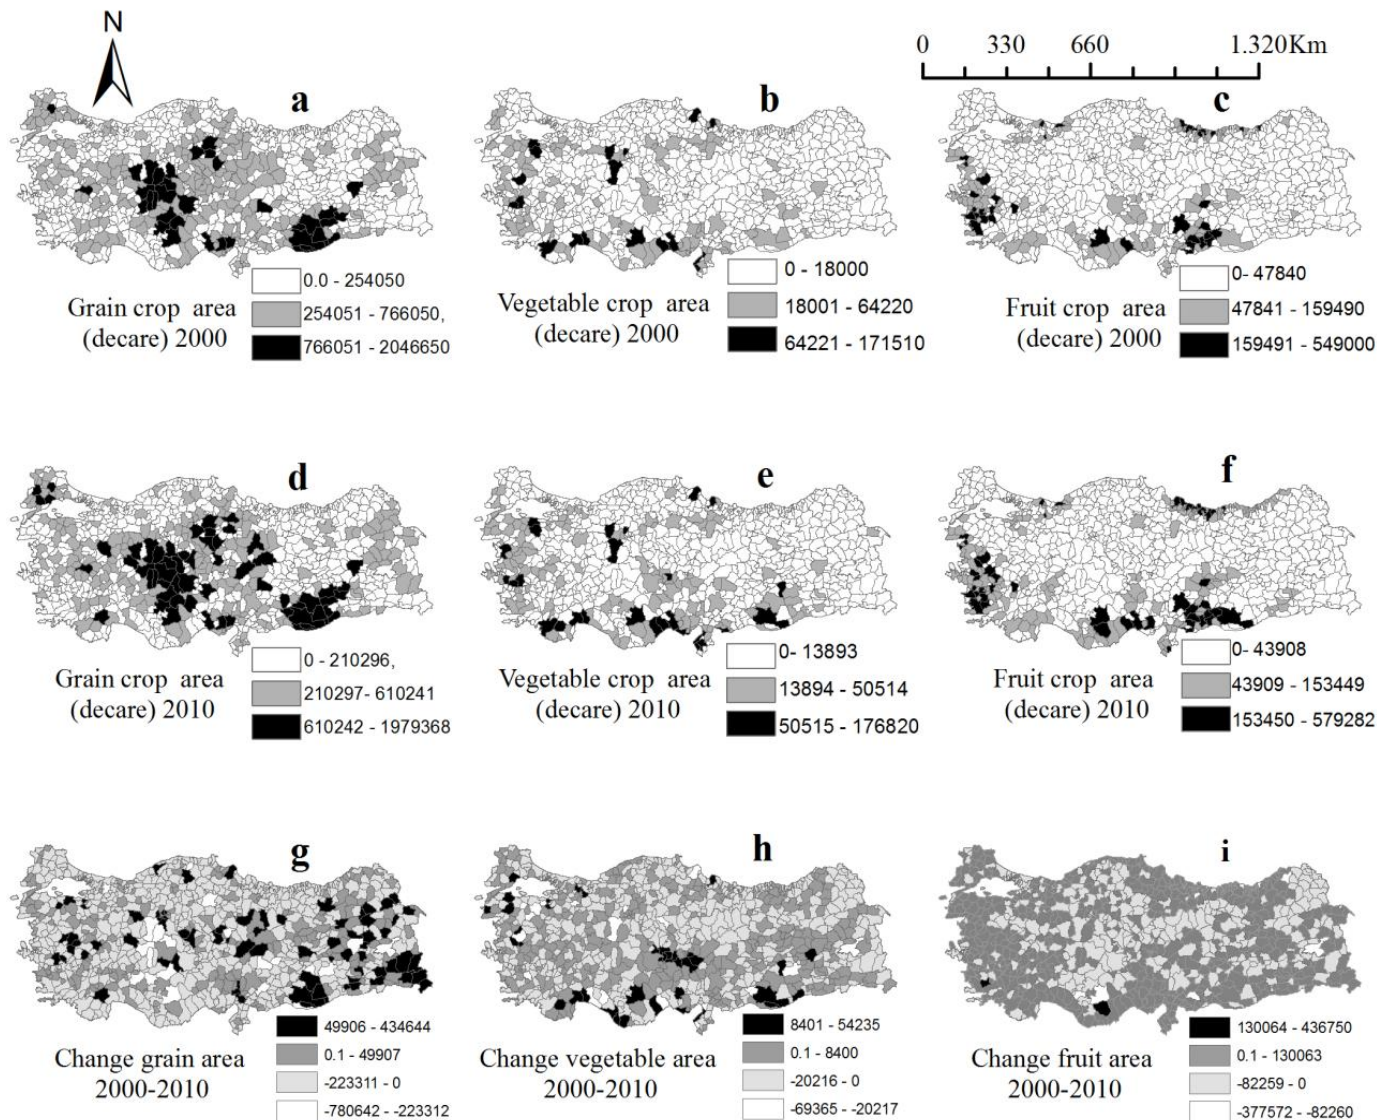 N
0 330 660 1.320Km
a
b
c
0.0 - 254050
254051 - 766050,
766051 - 2046650
Grain crop area
(decare) 2000
0 - 18000
18001 - 64220
64221 - 171510
Vegetable crop area
(decare) 2000
0- 47840
47841 - 159490
159491 - 549000
Fruit crop area
(decare) 2000
d
e
f
0 - 210296,
210297- 610241
610242 - 1979368
Grain crop area
(decare) 2010
0- 13893
13894 - 50514
50515 - 176820
Vegetable crop area
(decare) 2010
0- 43908
43909 - 153449
153450 - 579282
Fruit crop area
(decare) 2010
g
h
i
49906 - 434644
0.1 - 49907
-223311 - 0
-780642 - -223312
Change grain area
2000-2010
8401 - 54235
0.1 - 8400
-20216 - 0
-69365 - -20217
Change vegetable area
2000-2010
130064 - 436750
0.1 - 130063
-82259 - 0
-377572 - -82260
Change fruit area
2000-2010